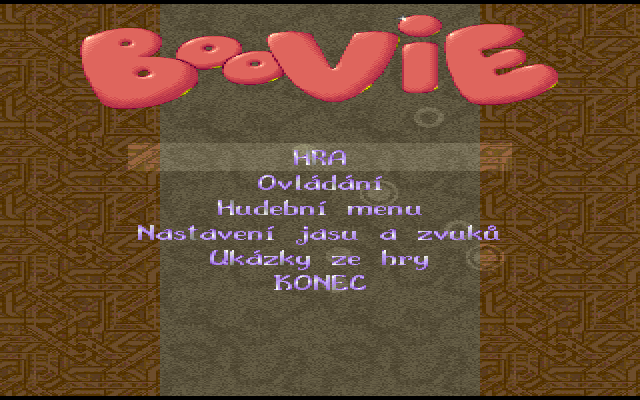 BooViE
HRA
Ovládání
Hudební menu
Nastavení jasu a zvuků
Ukázky ze hry
KONEC